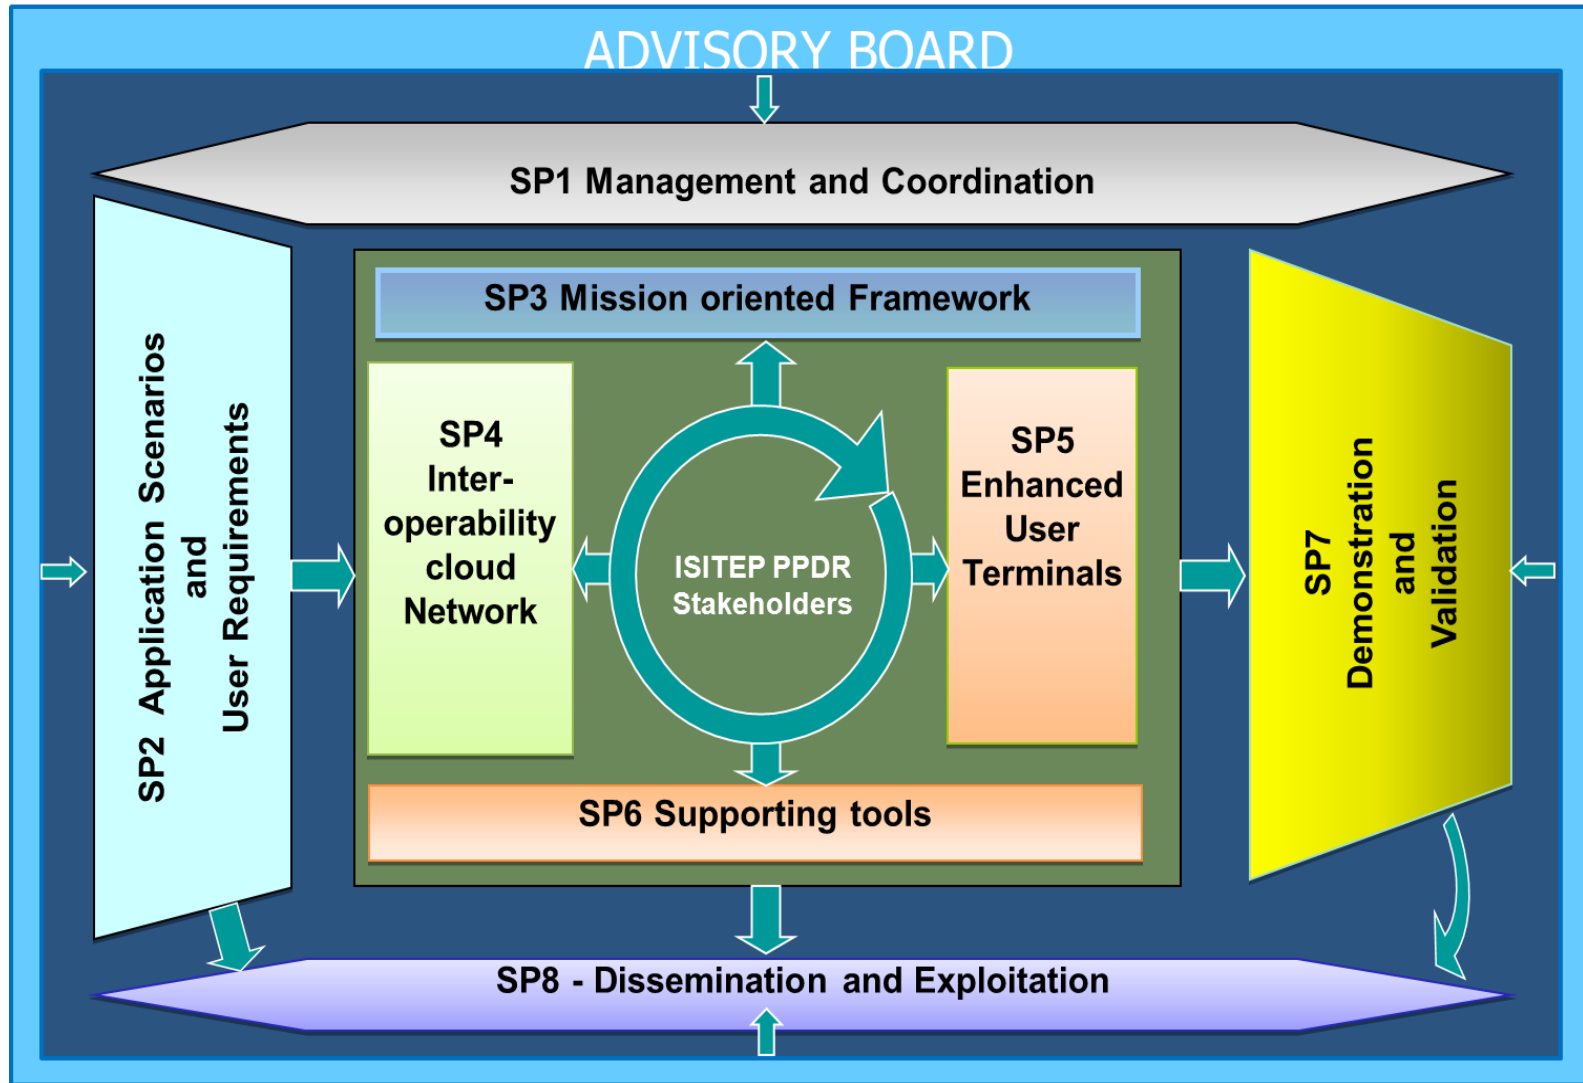 ADVISORY BOARD
SP1 Management and Coordination
SP2 Application Scenarios
and
User Requirements
SP3 Mission oriented Framework
SP4
Inter-
operability
cloud
Network
ISITEP PPDR
Stakeholders
SP5
Enhanced
User
Terminals
SP6 Supporting tools
SP7
Demonstration
and
Validation
SP8 - Dissemination and Exploitation